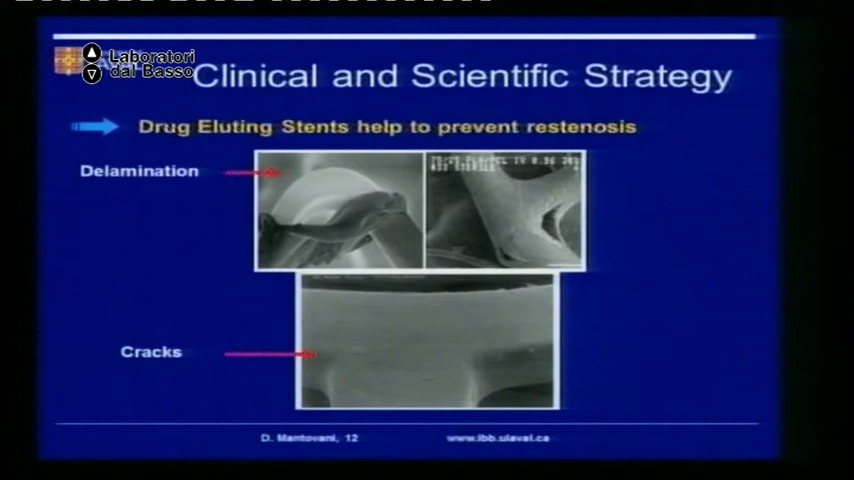 Laboratori
dal Basso
Clinical and Scientific Strategy
Drug Eluting Stents help to prevent restenosis
Delamination
Cracks
D. Mantovani, 12
www.ibb.ulaval.ca